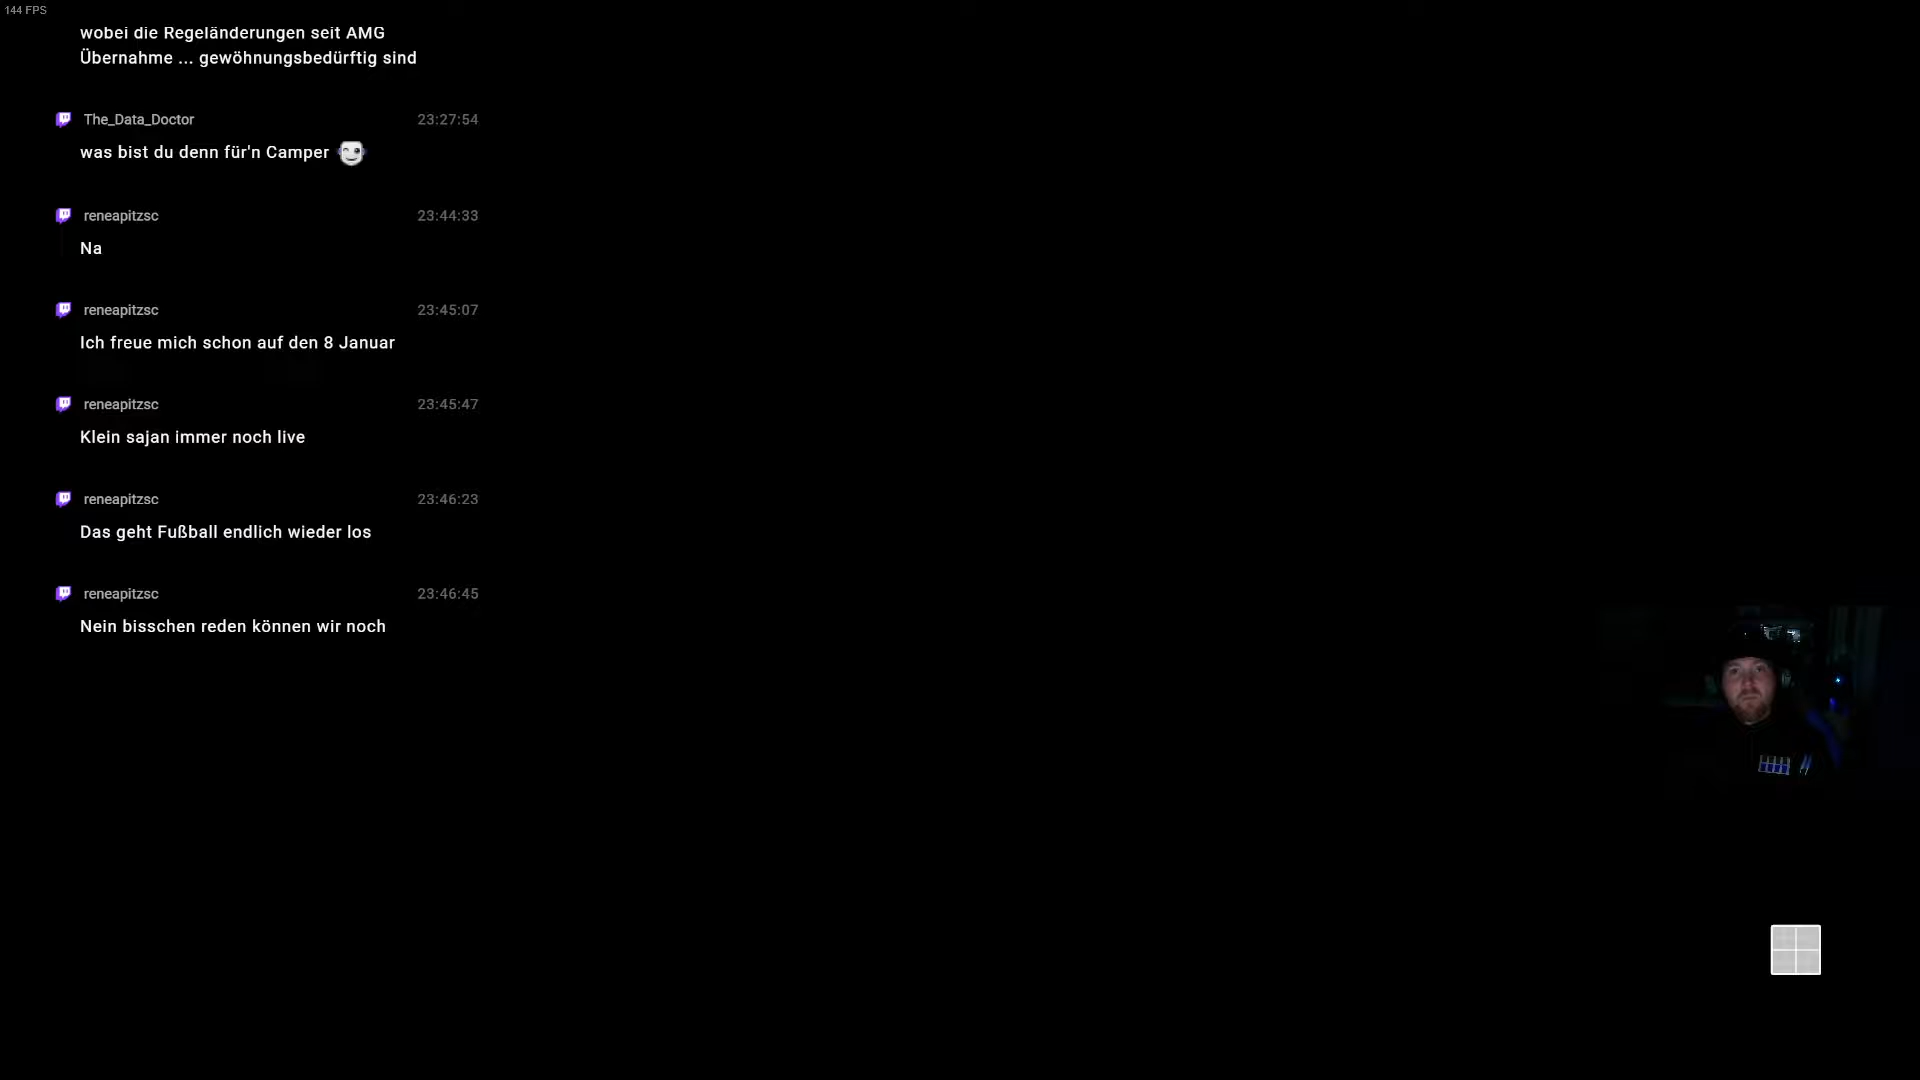 144 FPS
wobei die Regeländerungen seit AMG
Übernahme ... gewöhnungsbedürftig sind
The_Data_Doctor 23:27:54
was bist du denn für'n Camper
reneapitzsc 23:44:33
Na
reneapitzsc 23:45:07
Ich freue mich schon auf den 8 Januar
reneapitzsc 23:45:47
Klein sajan immer noch live
reneapitzsc 23:46:23
Das geht Fußball endlich wieder los
reneapitzsc 23:46:45
Nein bisschen reden können wir noch